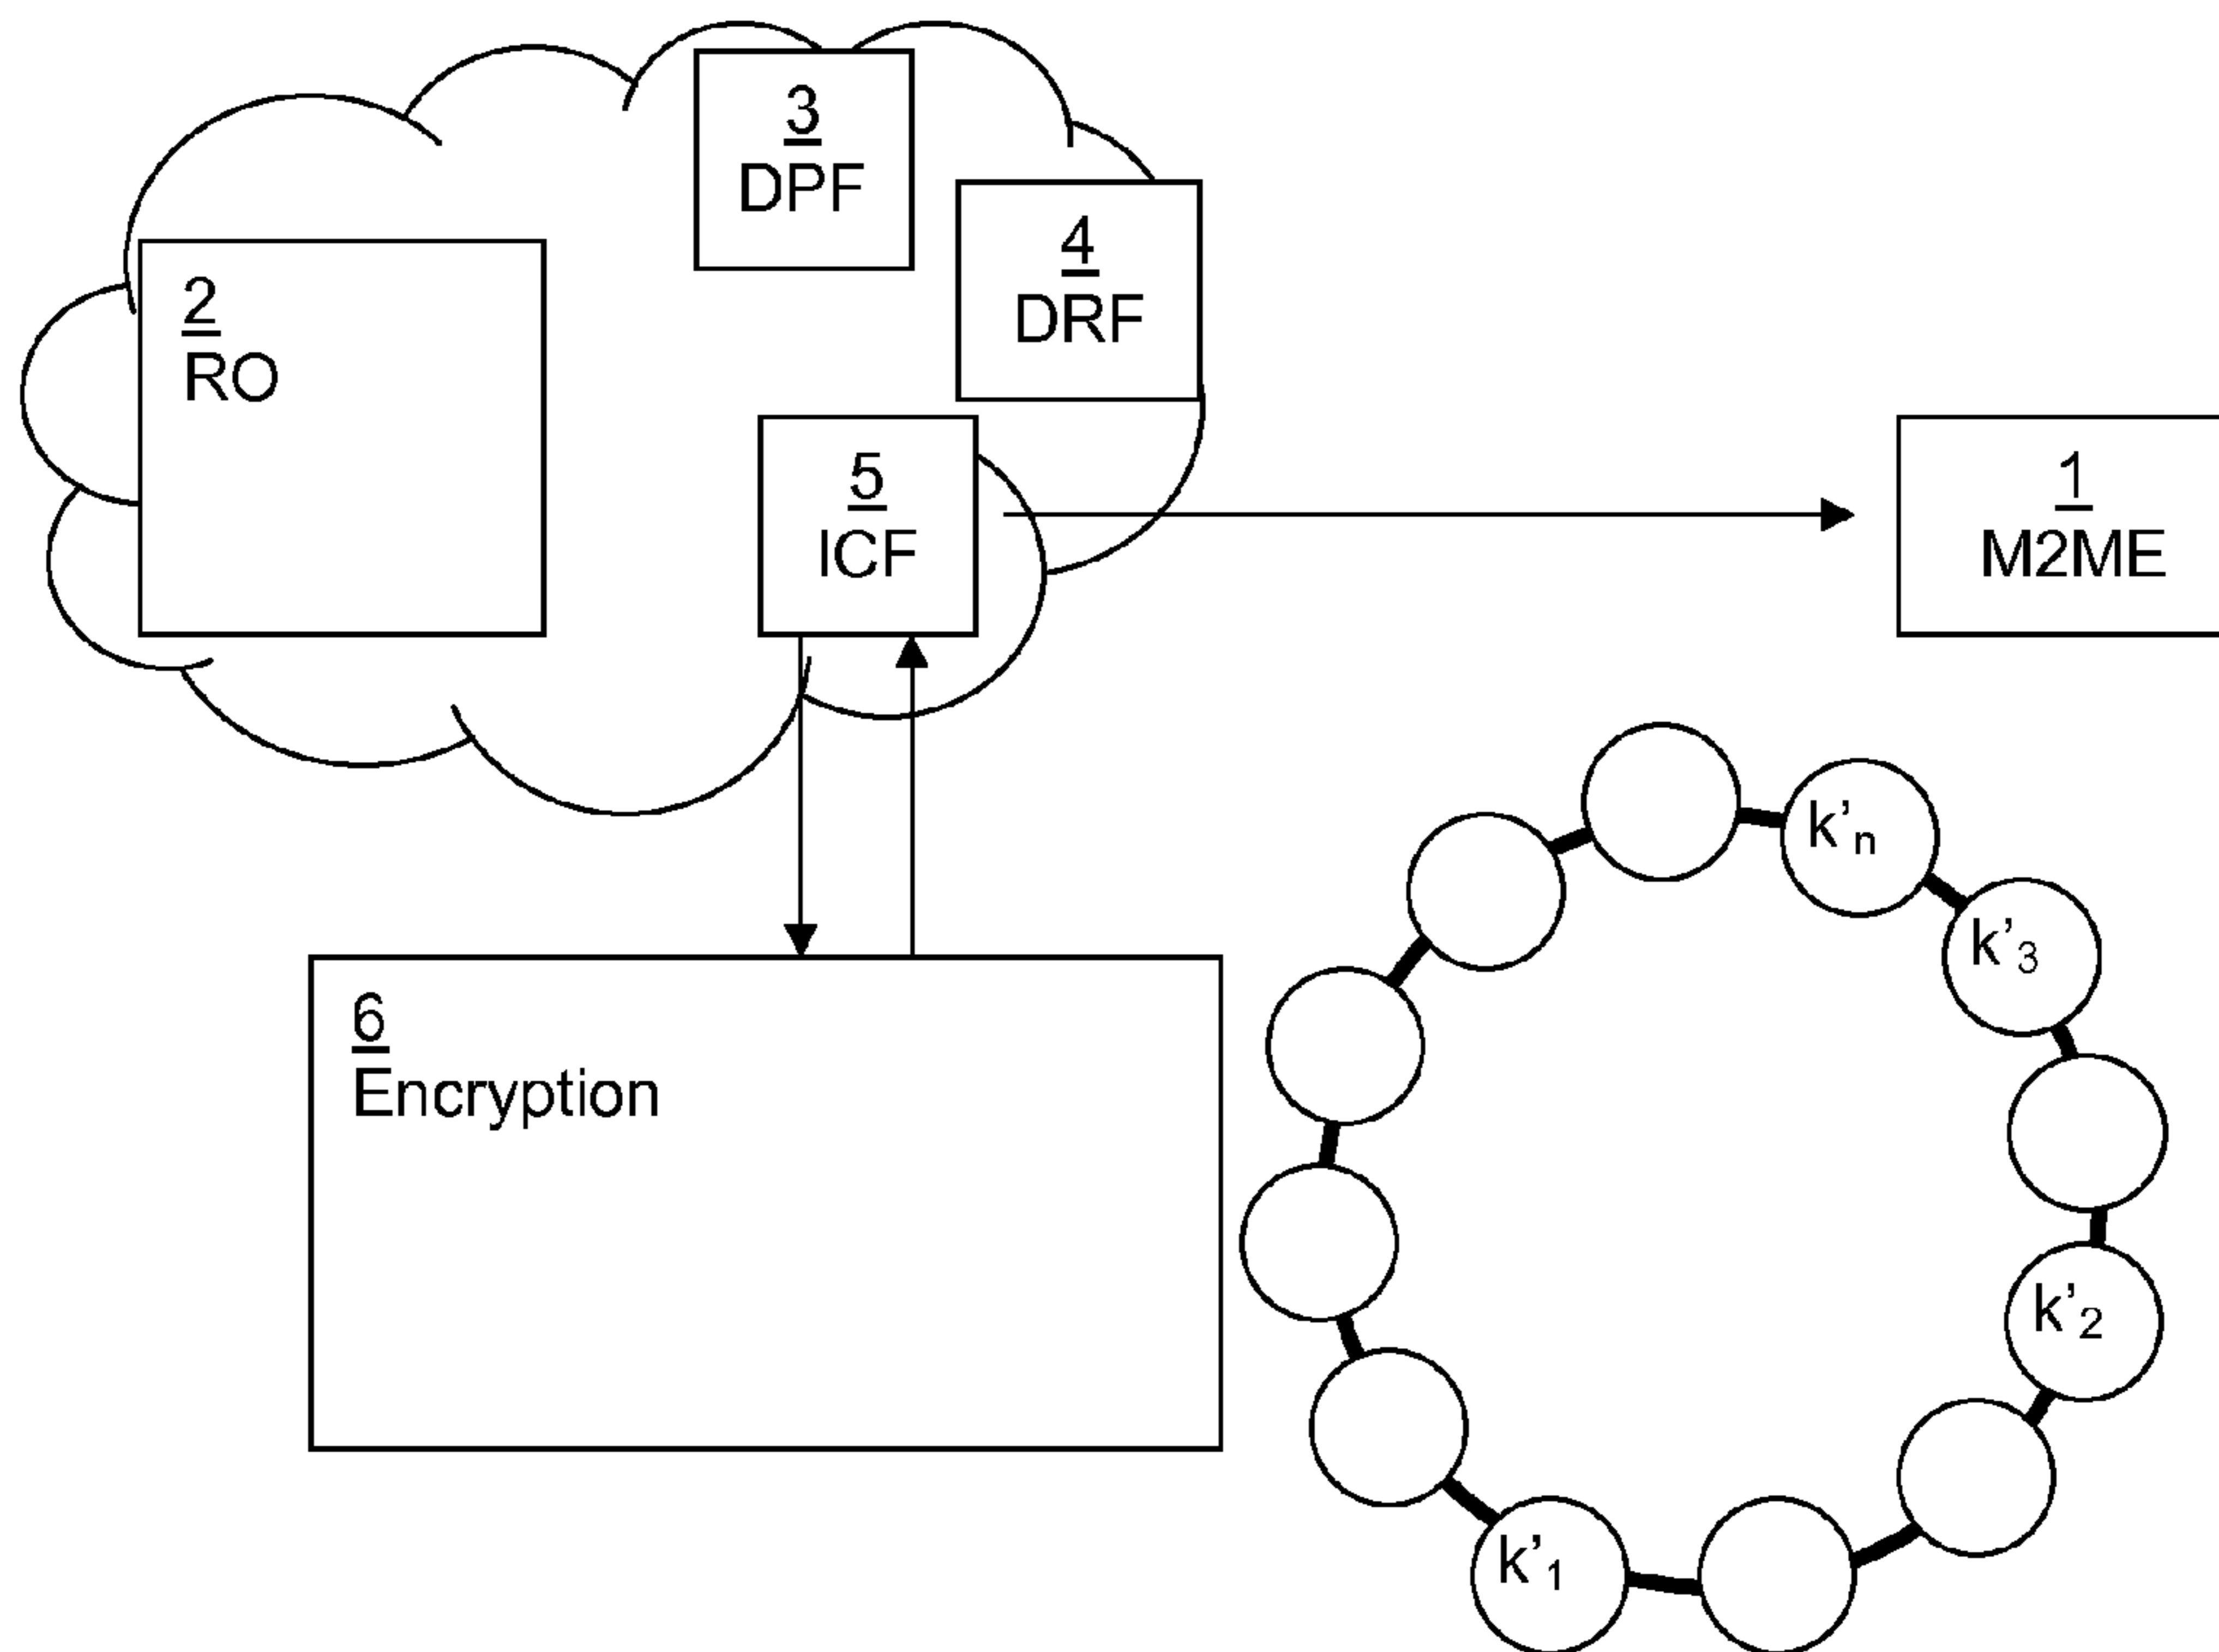 3
DPF
4
DRF
2
RO
5
ICF
1
M2ME
6
Encryption
k'n
k'3
k'2
k'1